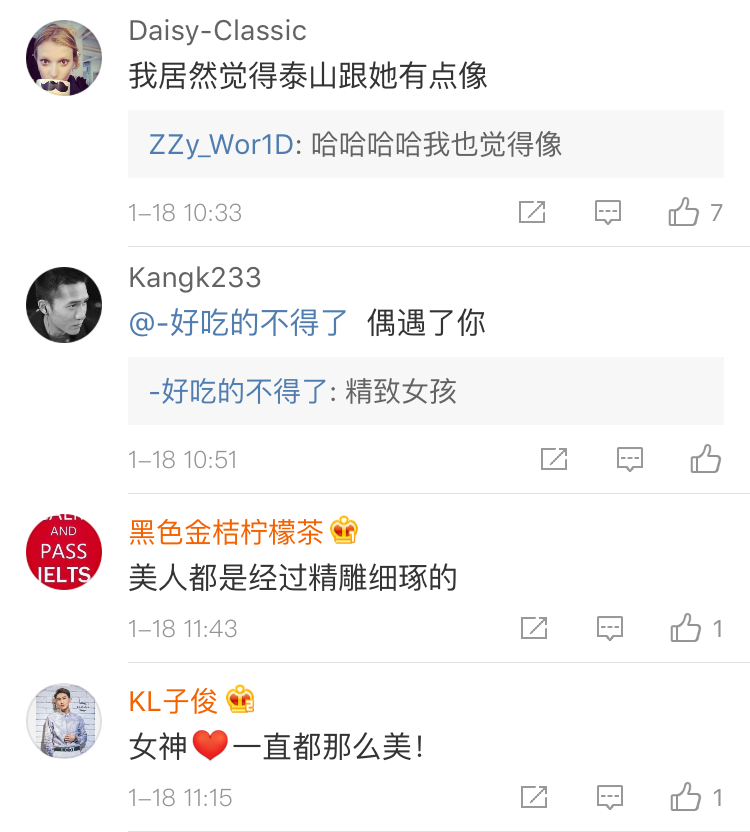 Daisy-Classic
我居然觉得泰山跟她有点像
ZZy_Wor1D: 哈哈哈哈我也觉得像
1-18 10:33
7
Kangk233
@-好吃的不得了 偶遇了你
-好吃的不得了: 精致女孩
1-18 10:51
AND
PASS
IELTS
黑色金桔柠檬茶
美人都是经过精雕细琢的
1-18 11:43
1
KL子俊
女神❤️一直都那么美!
1-18 11:15
1